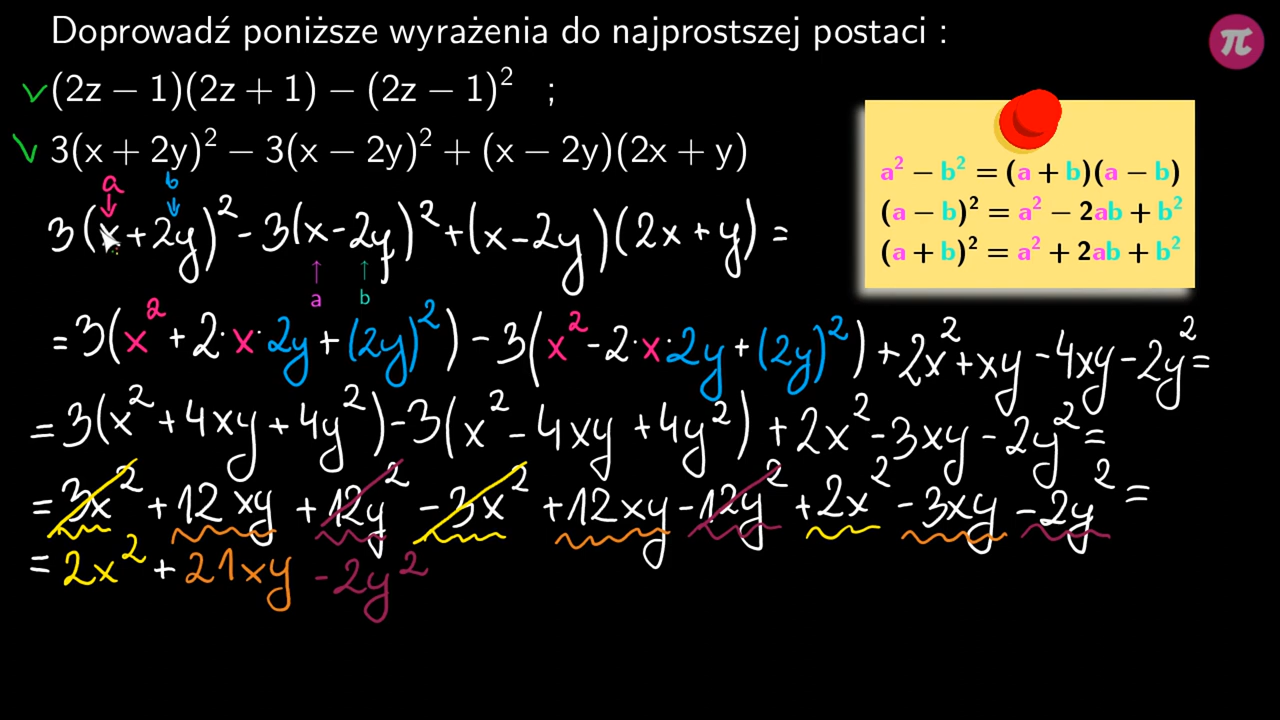 Doprowadź poniższe wyrażenia do najprostszej postaci :
π
(2z − 1)(2z + 1) − (2z − 1)² ;
3(x + 2y)² − 3(x − 2y)² + (x − 2y)(2x + y)
a² − b² = (a + b)(a − b)
(a − b)² = a² − 2ab + b²
(a + b)² = a² + 2ab + b²
a b
3(x+2y)² - 3(x-2y)² + (x-2y)(2x+y) =
a b
= 3(x² + 2·x·2y + (2y)²) - 3(x² - 2·x·2y + (2y)²) + 2x² + xy - 4xy - 2y² =
= 3(x² + 4xy + 4y²) - 3(x² - 4xy + 4y²) + 2x² - 3xy - 2y² =
= 3x² + 12xy + 12y² - 3x² + 12xy - 12y² + 2x² - 3xy - 2y² =
= 2x² + 21xy - 2y²